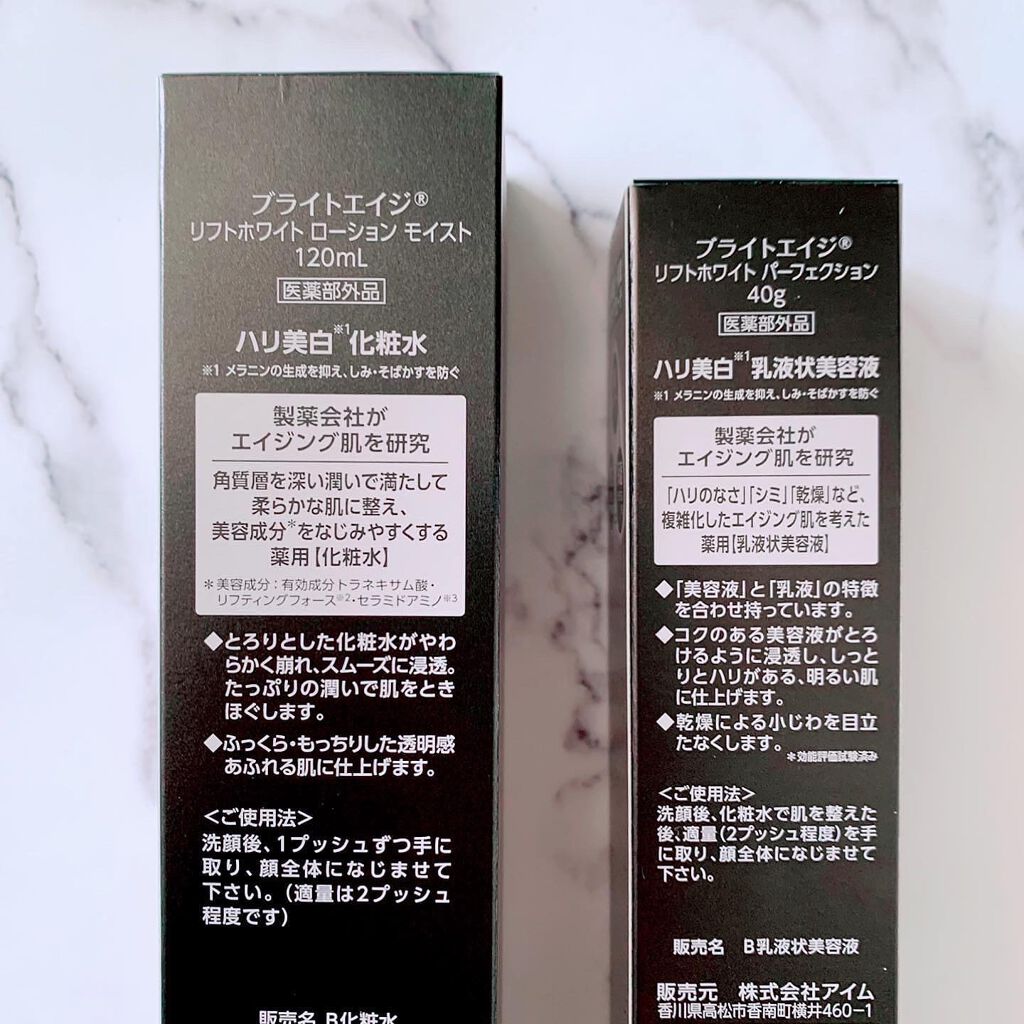 ブライトエイジ®
リフトホワイト ローション モイスト
120mL
医薬部外品
ハリ美白※1化粧水
※1 メラニンの生成を抑え、しみ・そばかすを防ぐ
製薬会社が
エイジング肌を研究
角質層を深い潤いで満たして
柔らかな肌に整え、
美容成分*をなじみやすくする
薬用【化粧水】
*美容成分:有効成分トラネキサム酸・
リフティングフォース※2・セラミドアミノ※3
◆とろりとした化粧水がやわ
らかく崩れ、スムーズに浸透。
たっぷりの潤いで肌をとき
ほぐします。
◆ふっくら・もっちりした透明感
あふれる肌に仕上げます。
<ご使用法>
洗顔後、1プッシュずつ手に
取り、顔全体になじませて
下さい。(適量は2プッシュ
程度です)
販売名 B化粧水
ブライトエイジ®
リフトホワイト パーフェクション
40g
医薬部外品
ハリ美白※1乳液状美容液
※1 メラニンの生成を抑え、しみ・そばかすを防ぐ
製薬会社が
エイジング肌を研究
「ハリのなさ」「シミ」「乾燥」など、
複雑化したエイジング肌を考えた
薬用【乳液状美容液】
◆「美容液」と「乳液」の特徴
を合わせ持っています。
◆コクのある美容液がとろ
けるように浸透し、しっと
りとハリがある、明るい肌
に仕上げます。
◆乾燥による小じわを目立
たなくします。
*効能評価試験済み
<ご使用法>
洗顔後、化粧水で肌を整えた
後、適量(2プッシュ程度)を手
に取り、顔全体になじませて
下さい。
販売名 B乳液状美容液
販売元 株式会社アイム
香川県高松市香南町横井460-1